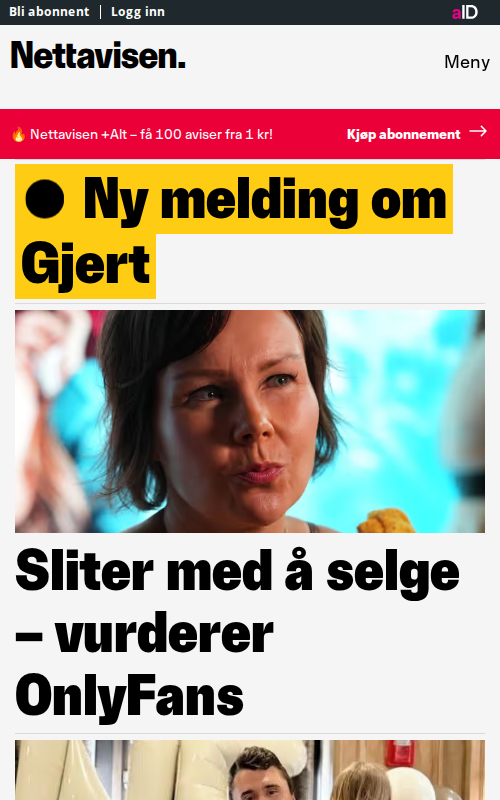 Bli abonnent | Logg inn
aID
Nettavisen.
Meny
🔥 Nettavisen +Alt – få 100 aviser fra 1 kr!
Kjøp abonnement →
● Ny melding om
Gjert
Sliter med å selge
– vurderer
OnlyFans